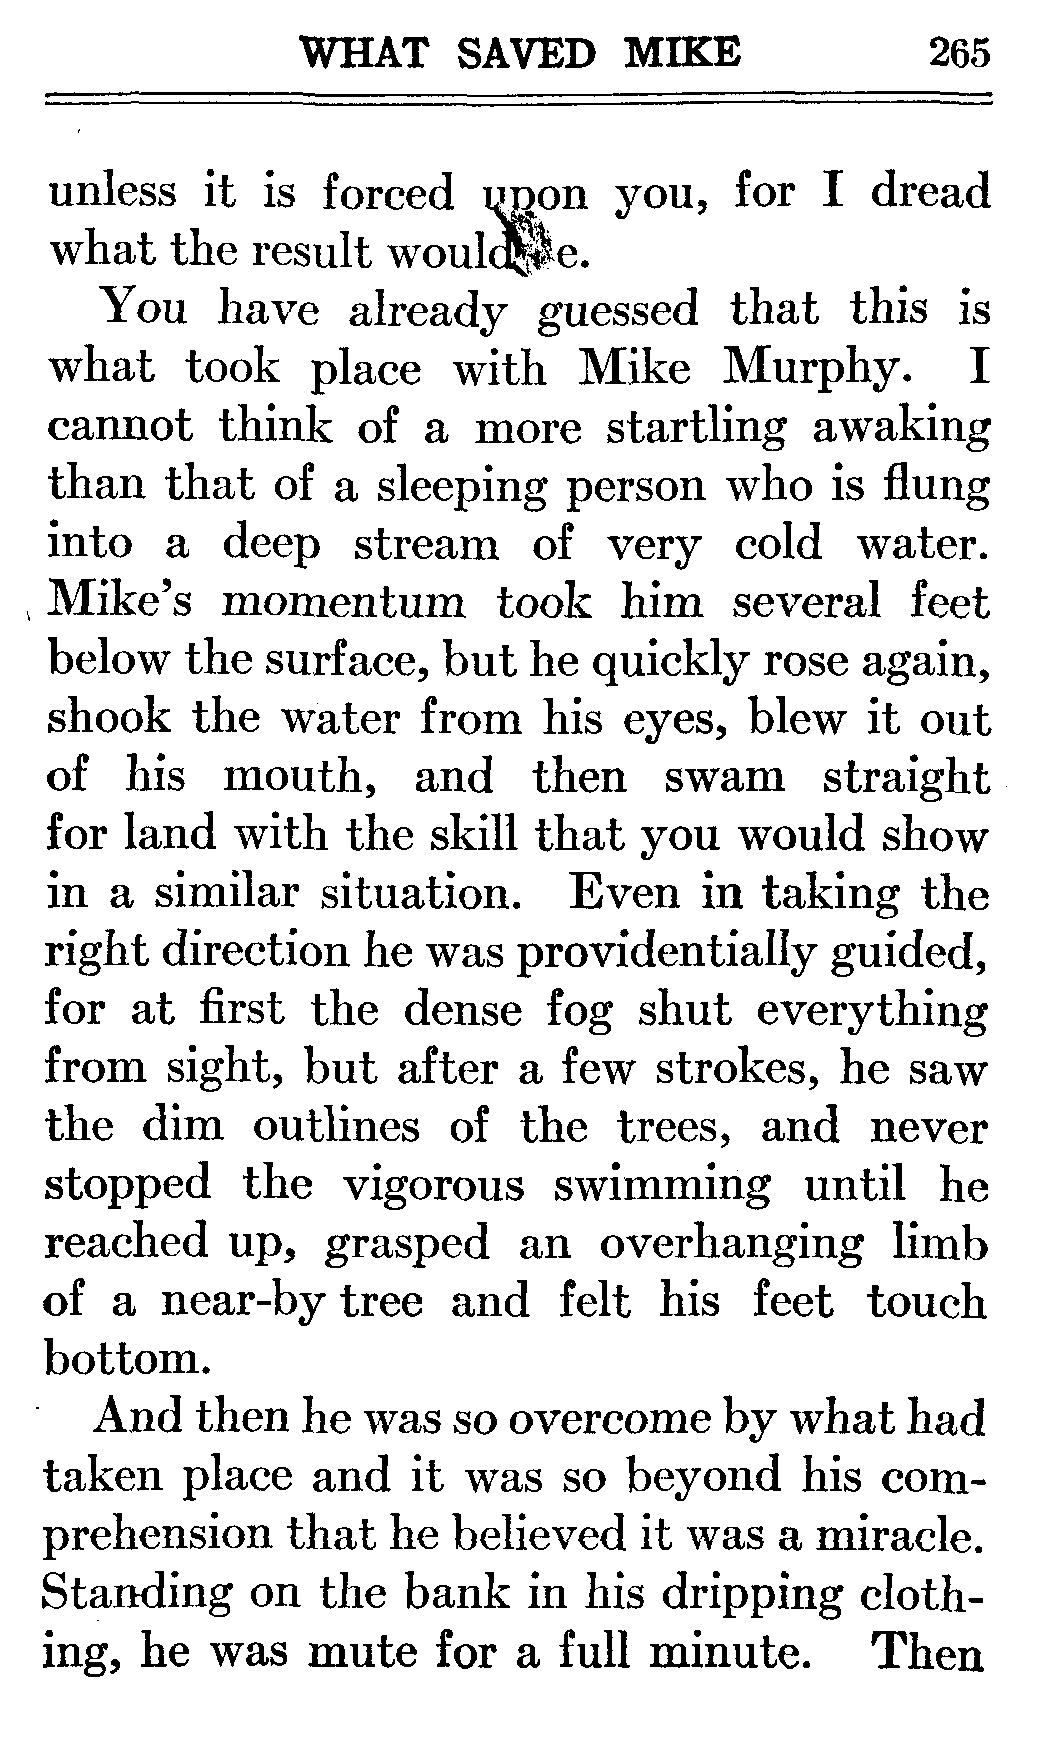 WHAT SAVED MIKE 265
unless it is forced upon you, for I dread
what the result would be.
You have already guessed that this is
what took place with Mike Murphy. I
cannot think of a more startling awaking
than that of a sleeping person who is flung
into a deep stream of very cold water.
Mike's momentum took him several feet
below the surface, but he quickly rose again,
shook the water from his eyes, blew it out
of his mouth, and then swam straight
for land with the skill that you would show
in a similar situation. Even in taking the
right direction he was providentially guided,
for at first the dense fog shut everything
from sight, but after a few strokes, he saw
the dim outlines of the trees, and never
stopped the vigorous swimming until he
reached up, grasped an overhanging limb
of a near-by tree and felt his feet touch
bottom.
And then he was so overcome by what had
taken place and it was so beyond his com-
prehension that he believed it was a miracle.
Standing on the bank in his dripping cloth-
ing, he was mute for a full minute. Then